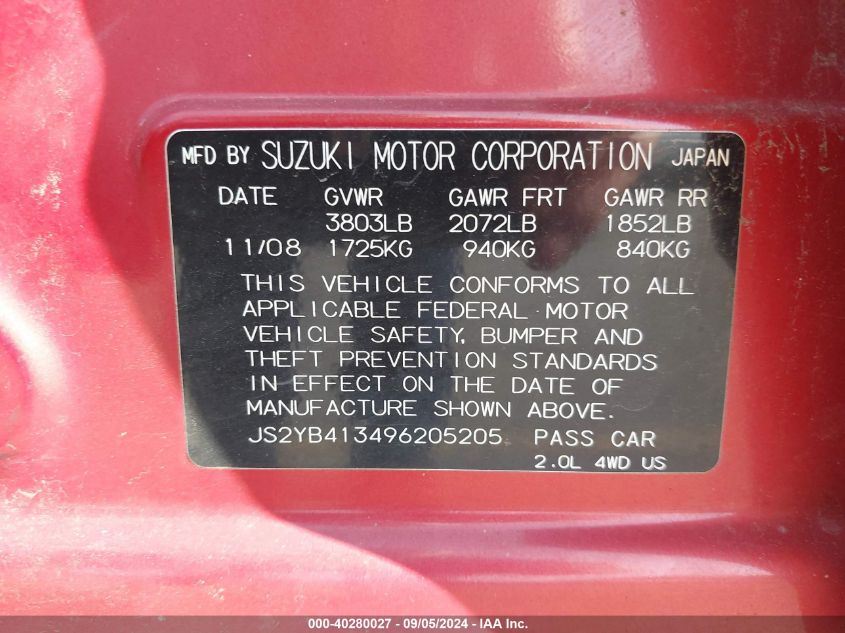 MFD BY SUZUKI MOTOR CORPORATION JAPAN
DATE GVWR GAWR FRT GAWR RR
3803LB 2072LB 1852LB
11/08 1725KG 940KG 840KG
THIS VEHICLE CONFORMS TO ALL
APPLICABLE FEDERAL MOTOR
VEHICLE SAFETY, BUMPER AND
THEFT PREVENTION STANDARDS
IN EFFECT ON THE DATE OF
MANUFACTURE SHOWN ABOVE.
JS2YB413496205205 PASS CAR
2.0L 4WD US
000-40280027 - 09/05/2024 - IAA, Inc.